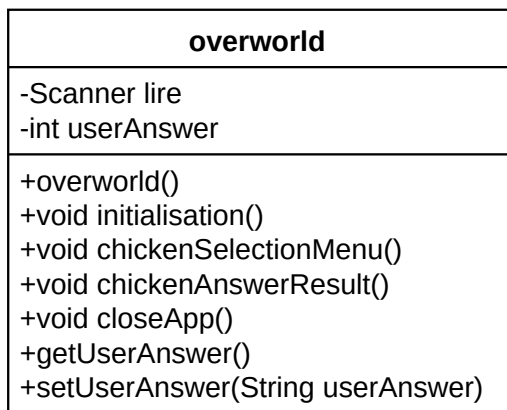 overworld
-Scanner lire
-int userAnswer
+overworld()
+void initialisation()
+void chickenSelectionMenu()
+void chickenAnswerResult()
+void closeApp()
+getUserAnswer()
+setUserAnswer(String userAnswer)